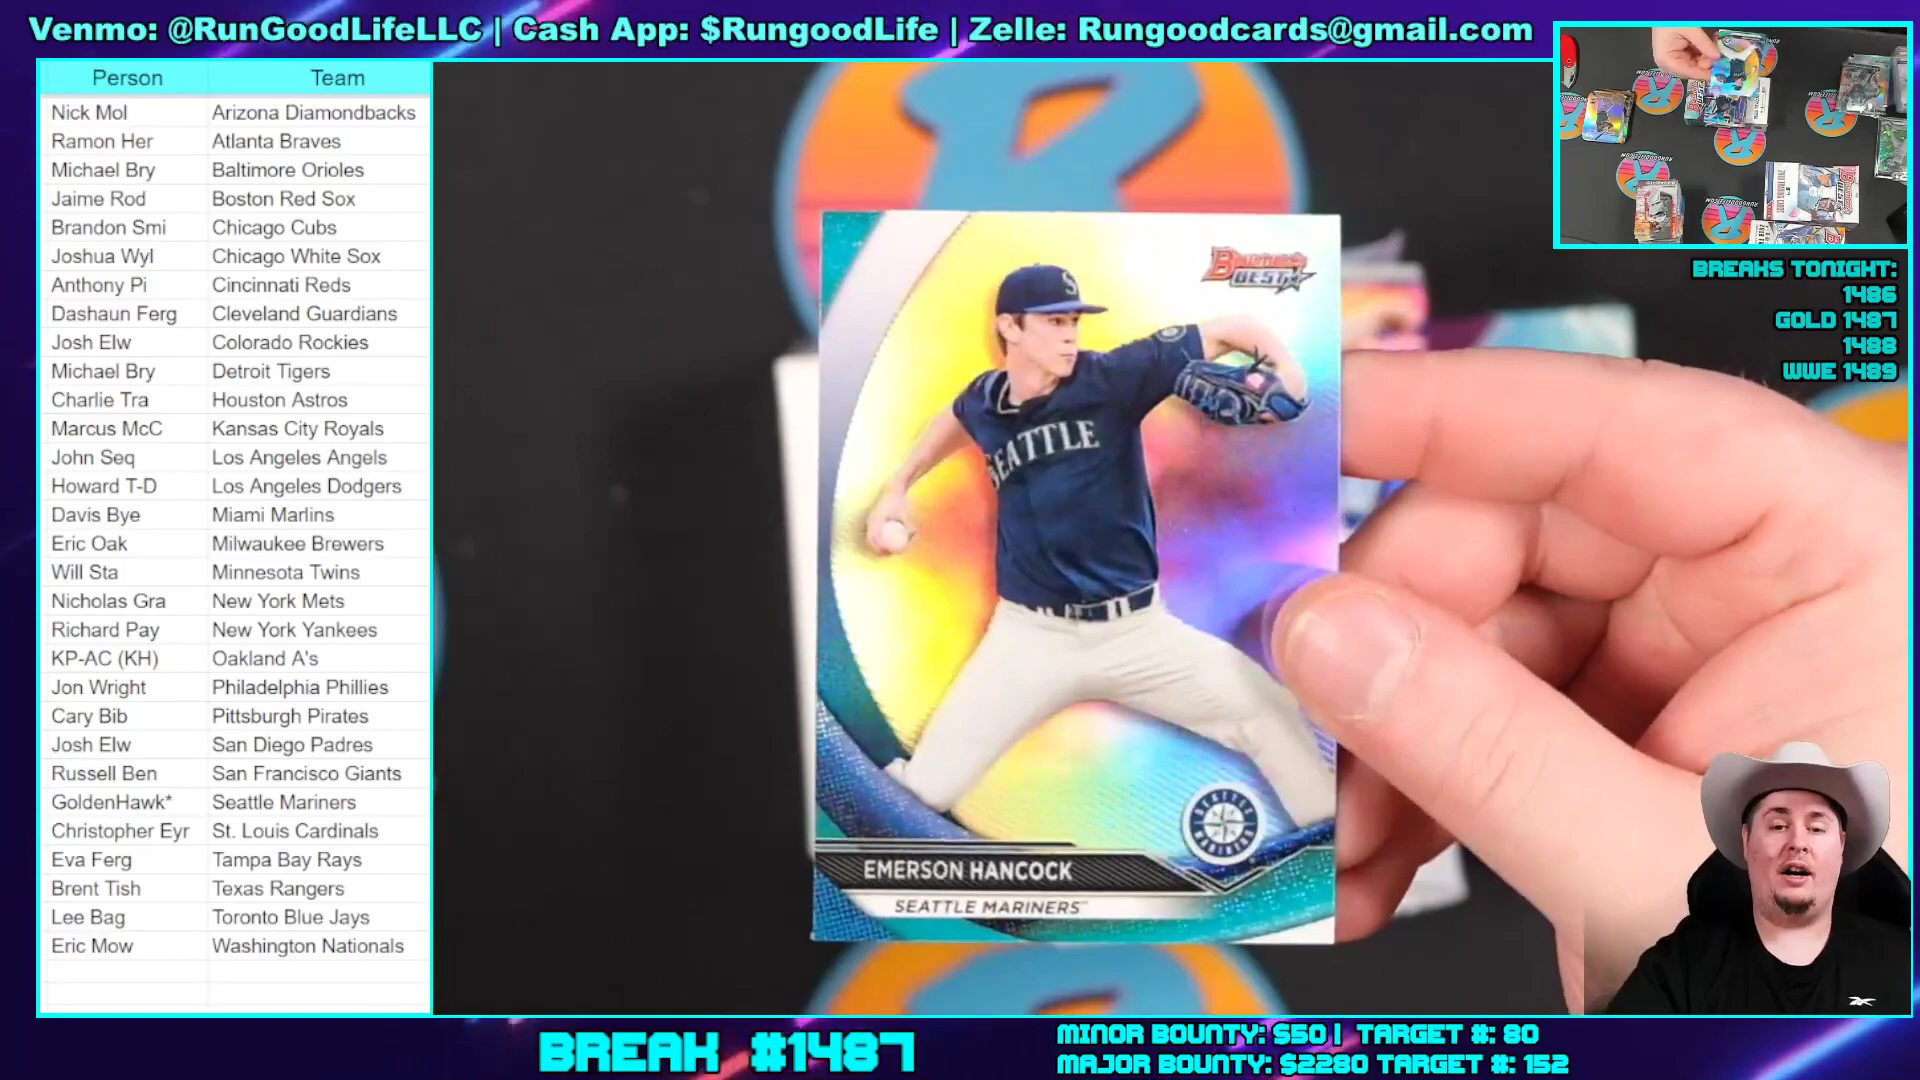 Venmo: @RunGoodLifeLLC | Cash App: $RungoodLife | Zelle: Rungoodcards@gmail.com
Person Team
Nick Mol Arizona Diamondbacks
Ramon Her Atlanta Braves
Michael Bry Baltimore Orioles
Jaime Rod Boston Red Sox
Brandon Smi Chicago Cubs
Joshua Wyl Chicago White Sox
Anthony Pi Cincinnati Reds
Dashaun Ferg Cleveland Guardians
Josh Elw Colorado Rockies
Michael Bry Detroit Tigers
Charlie Tra Houston Astros
Marcus McC Kansas City Royals
John Seq Los Angeles Angels
Howard T-D Los Angeles Dodgers
Davis Bye Miami Marlins
Eric Oak Milwaukee Brewers
Will Sta Minnesota Twins
Nicholas Gra New York Mets
Richard Pay New York Yankees
KP-AC (KH) Oakland A's
Jon Wright Philadelphia Phillies
Cary Bib Pittsburgh Pirates
Josh Elw San Diego Padres
Russell Ben San Francisco Giants
GoldenHawk* Seattle Mariners
Christopher Eyr St. Louis Cardinals
Eva Ferg Tampa Bay Rays
Brent Tish Texas Rangers
Lee Bag Toronto Blue Jays
Eric Mow Washington Nationals
BREAKS TONIGHT:
1486
GOLD 1487
1488
WWE 1489
Bowman's
BEST
S
SEATTLE
SEATTLE
MARINERS
EMERSON HANCOCK
SEATTLE MARINERS™
BREAK #1487
MINOR BOUNTY: $50 | TARGET #: 80
MAJOR BOUNTY: $2280 TARGET #: 152